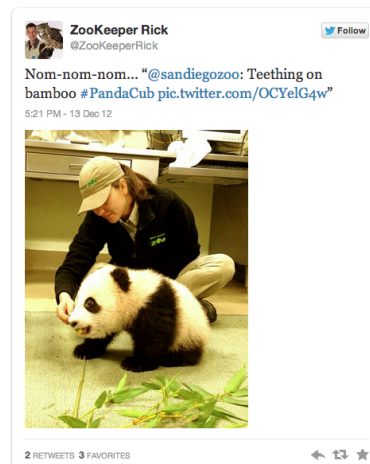 ZooKeeper Rick
Follow
@ZooKeeperRick
Nom-nom-nom... “@sandiegozoo: Teething on
bamboo #PandaCub pic.twitter.com/OCYelG4w”
5:21 PM - 13 Dec 12
2 RETWEETS 3 FAVORITES